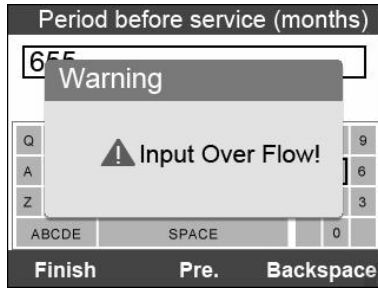 Period before service (months)
655
Warning
Input Over Flow!
Q 9
A 6
Z 3
ABCDE SPACE 0
Finish Pre. Backspace